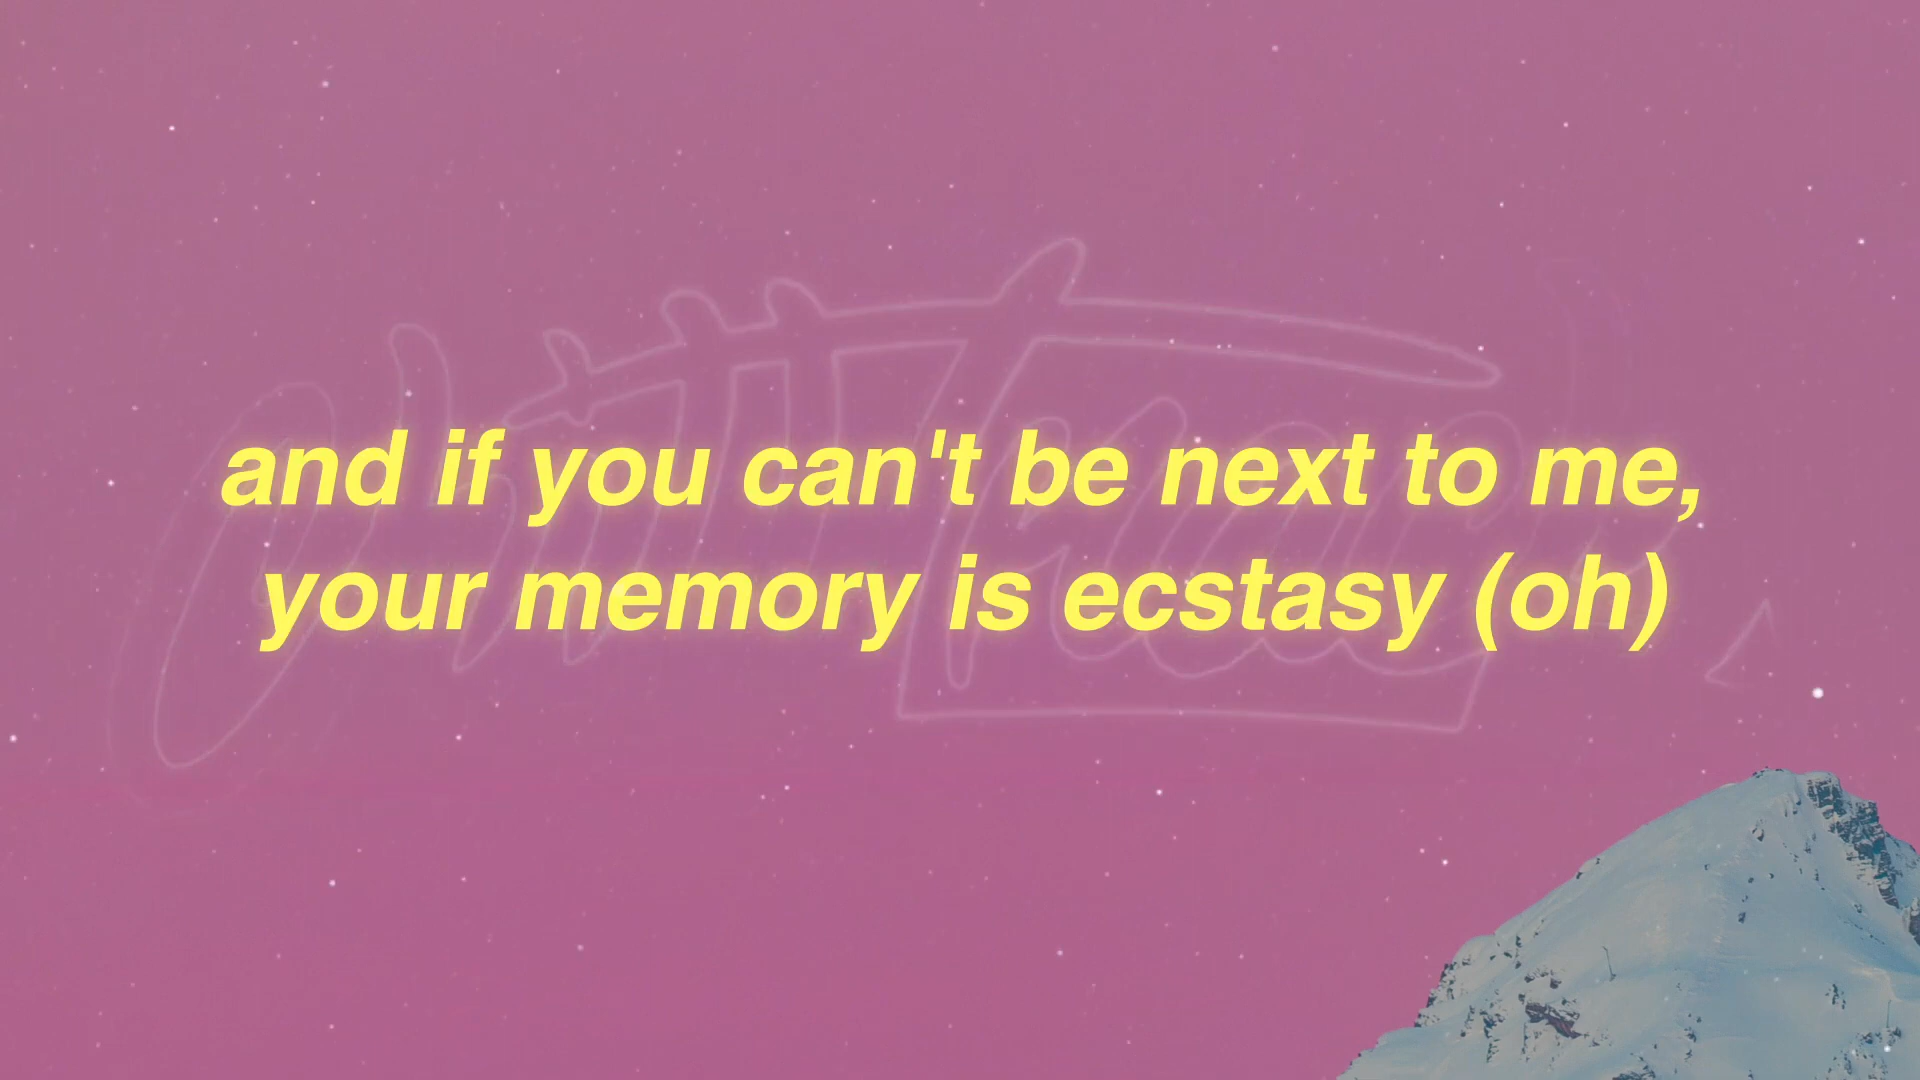 and if you can't be next to me,
your memory is ecstasy (oh)